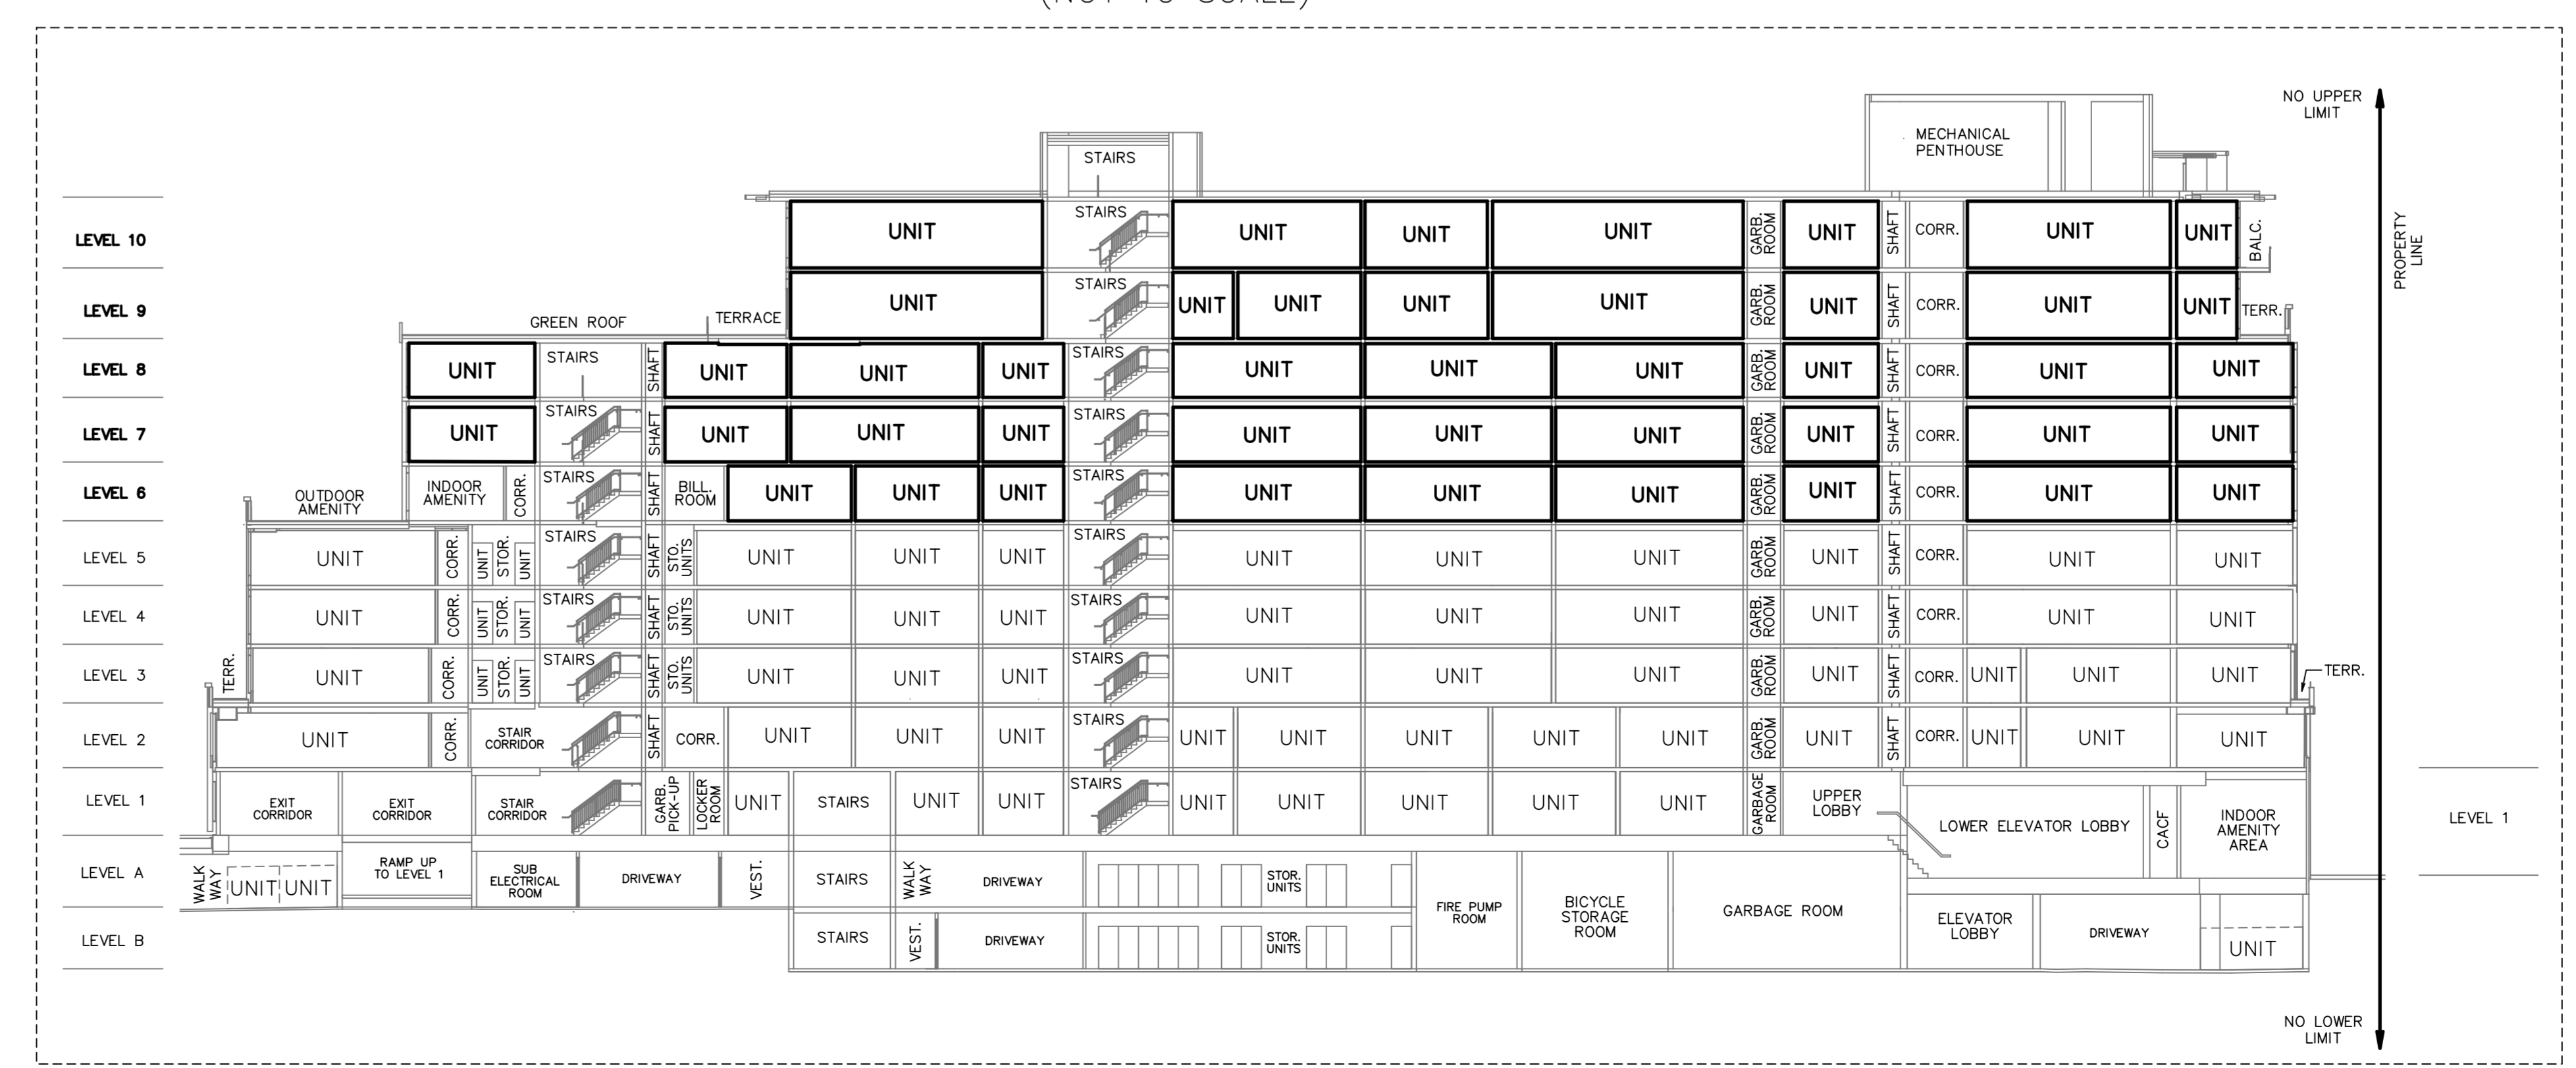 (NOT TO SCALE)
NO UPPER
LIMIT
MECHANICAL
PENTHOUSE
STAIRS
PROPERTY
LINE
LEVEL 10
UNIT
STAIRS
UNIT
UNIT
UNIT
GARB.
ROOM
UNIT
SHAFT
CORR.
UNIT
UNIT
BALC.
LEVEL 9
GREEN ROOF
TERRACE
UNIT
STAIRS
UNIT
UNIT
UNIT
UNIT
GARB.
ROOM
UNIT
SHAFT
CORR.
UNIT
UNIT
TERR.
LEVEL 8
UNIT
STAIRS
SHAFT
UNIT
UNIT
UNIT
STAIRS
UNIT
UNIT
UNIT
GARB.
ROOM
UNIT
SHAFT
CORR.
UNIT
UNIT
LEVEL 7
UNIT
STAIRS
SHAFT
UNIT
UNIT
UNIT
STAIRS
UNIT
UNIT
UNIT
GARB.
ROOM
UNIT
SHAFT
CORR.
UNIT
UNIT
LEVEL 6
OUTDOOR
AMENITY
INDOOR
AMENITY
CORR.
STAIRS
SHAFT
BILL.
ROOM
UNIT
UNIT
UNIT
STAIRS
UNIT
UNIT
UNIT
GARB.
ROOM
UNIT
SHAFT
CORR.
UNIT
UNIT
LEVEL 5
UNIT
CORR.
UNIT
STOR.
UNIT
STAIRS
SHAFT
STO.
UNITS
UNIT
UNIT
UNIT
STAIRS
UNIT
UNIT
UNIT
GARB.
ROOM
UNIT
SHAFT
CORR.
UNIT
UNIT
LEVEL 4
UNIT
CORR.
UNIT
STOR.
UNIT
STAIRS
SHAFT
STO.
UNITS
UNIT
UNIT
UNIT
STAIRS
UNIT
UNIT
UNIT
GARB.
ROOM
UNIT
SHAFT
CORR.
UNIT
UNIT
LEVEL 3
TERR.
UNIT
CORR.
UNIT
STOR.
UNIT
STAIRS
SHAFT
STO.
UNITS
UNIT
UNIT
UNIT
STAIRS
UNIT
UNIT
UNIT
GARB.
ROOM
UNIT
SHAFT
CORR.
UNIT
UNIT
UNIT
TERR.
LEVEL 2
UNIT
CORR.
STAIR
CORRIDOR
SHAFT
CORR.
UNIT
UNIT
UNIT
STAIRS
UNIT
UNIT
UNIT
UNIT
UNIT
GARB.
ROOM
UNIT
SHAFT
CORR.
UNIT
UNIT
UNIT
LEVEL 1
EXIT
CORRIDOR
EXIT
CORRIDOR
STAIR
CORRIDOR
GARB.
PICK-UP
LOCKER
ROOM
UNIT
STAIRS
UNIT
UNIT
STAIRS
UNIT
UNIT
UNIT
UNIT
UNIT
GARBAGE
ROOM
UPPER
LOBBY
LOWER ELEVATOR LOBBY
CACF
INDOOR
AMENITY
AREA
LEVEL 1
LEVEL A
WALK
WAY
UNIT
UNIT
RAMP UP
TO LEVEL 1
SUB
ELECTRICAL
ROOM
DRIVEWAY
VEST.
STAIRS
WALK
WAY
DRIVEWAY
STOR.
UNITS
FIRE PUMP
ROOM
BICYCLE
STORAGE
ROOM
GARBAGE ROOM
LEVEL B
STAIRS
VEST.
DRIVEWAY
STOR.
UNITS
ELEVATOR
LOBBY
DRIVEWAY
UNIT
NO LOWER
LIMIT